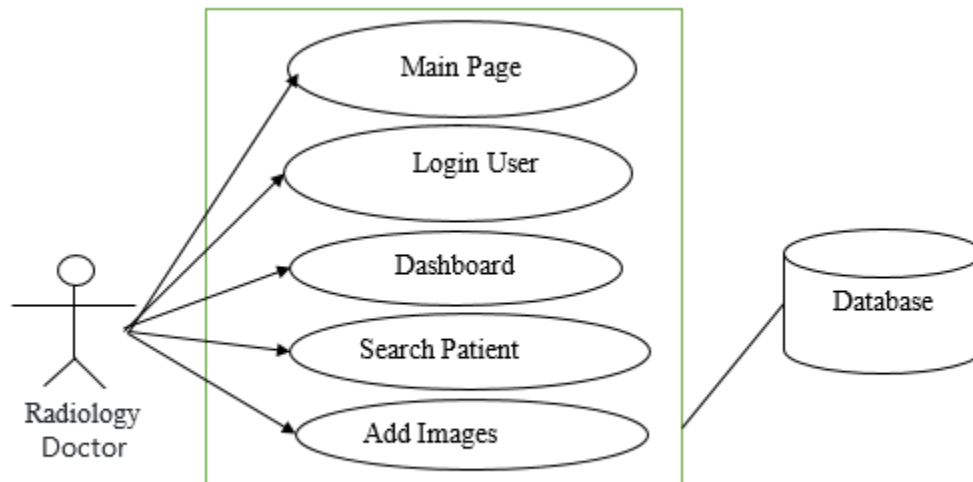 Main Page
Login User
Dashboard
Search Patient
Add Images
Radiology
Doctor
Database